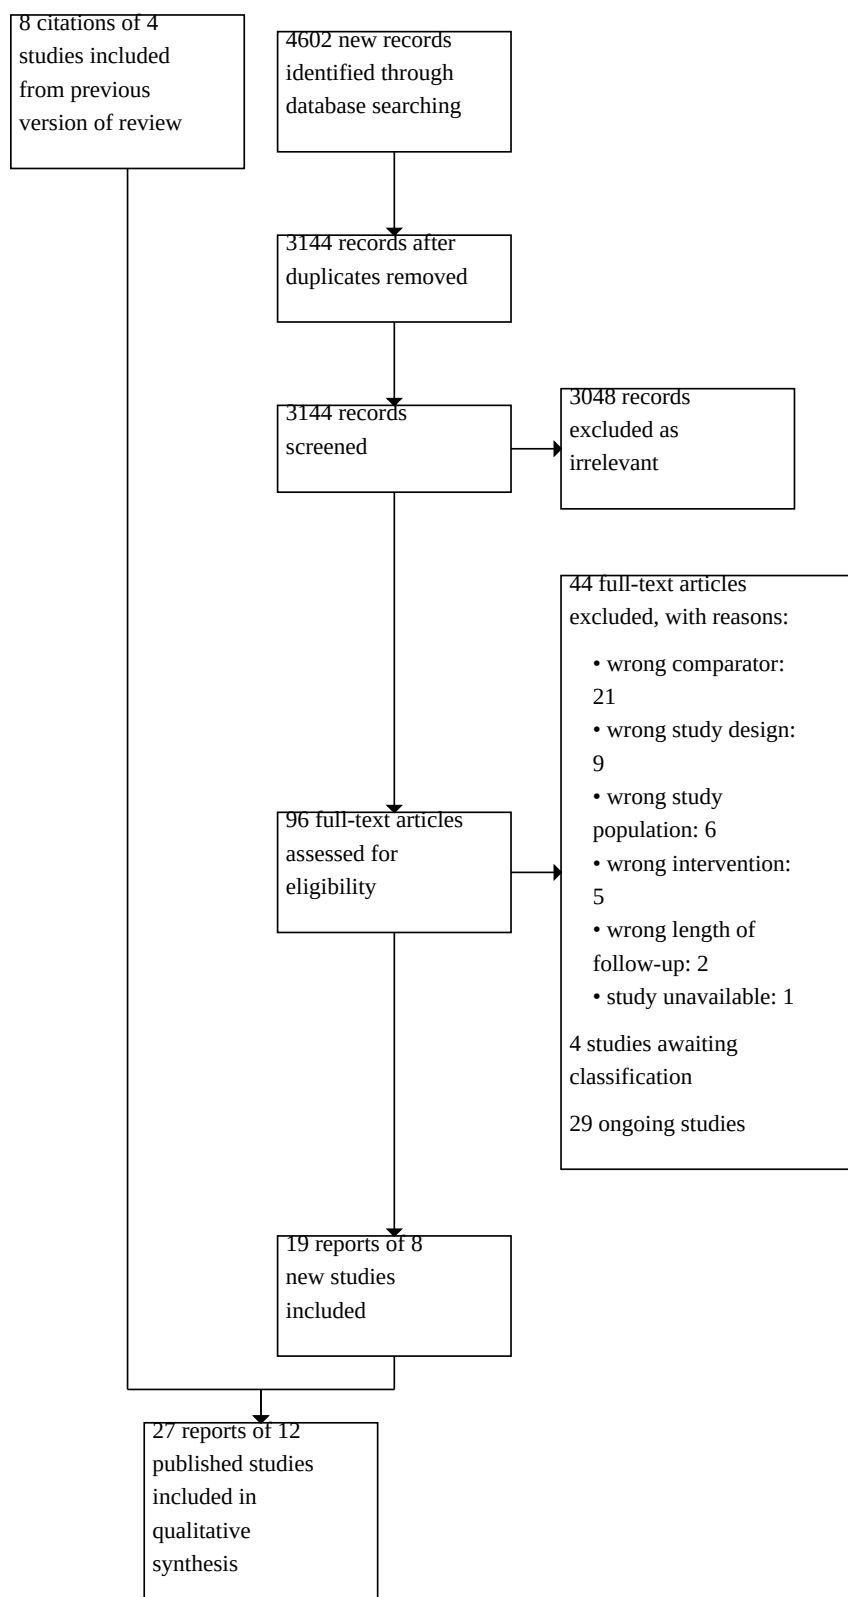 8 citations of 4
studies included
from previous
version of review
4602 new records
identified through
database searching
3144 records after
duplicates removed
3144 records
screened
3048 records
excluded as
irrelevant
44 full-text articles
excluded, with reasons:
• wrong comparator:
21
• wrong study design:
9
• wrong study
population: 6
• wrong intervention:
5
• wrong length of
follow-up: 2
• study unavailable: 1
4 studies awaiting
classification
29 ongoing studies
96 full-text articles
assessed for
eligibility
19 reports of 8
new studies
included
27 reports of 12
published studies
included in
qualitative
synthesis